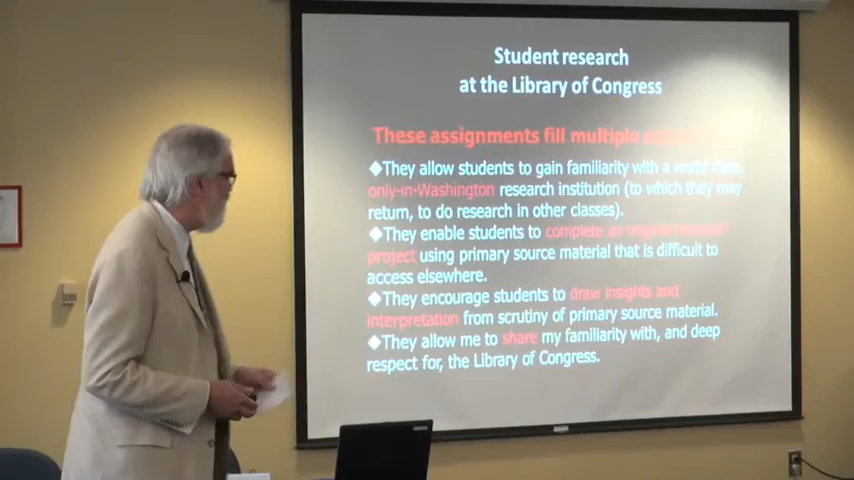 Student research
at the Library of Congress
These assignments fill multiple
◆They allow students to gain familiarity with a world class,
only-in-Washington research institution (to which they may
return, to do research in other classes).
◆They enable students to complete an original research
project using primary source material that is difficult to
access elsewhere.
◆They encourage students to draw insights and
interpretation from scrutiny of primary source material.
◆They allow me to share my familiarity with, and deep
respect for, the Library of Congress.